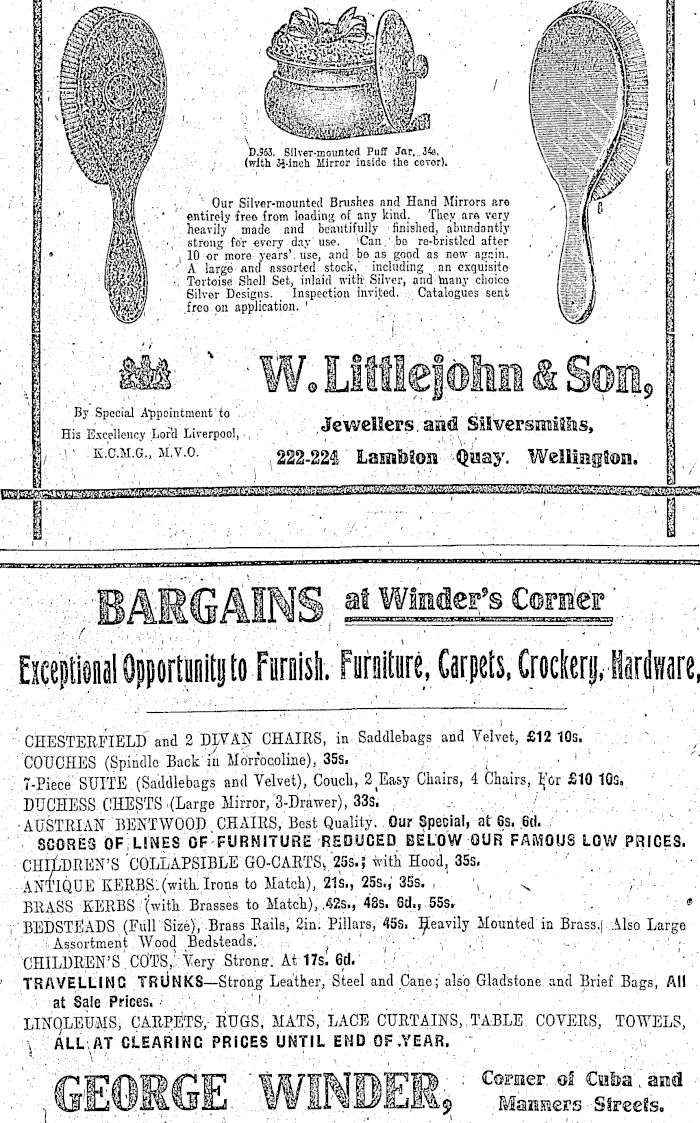 D.963. Silver-mounted Puff Jar, 34s.
(with 3½-inch Mirror inside the cover).
Our Silver-mounted Brushes and Hand Mirrors are
entirely free from loading of any kind. They are very
heavily made and beautifully finished, abundantly
strong for every day use. Can be re-bristled after
10 or more years' use, and be as good as new again.
A large and assorted stock, including an exquisite
Tortoise Shell Set, inlaid with Silver, and many choice
Silver Designs. Inspection invited. Catalogues sent
free on application.
By Special Appointment to
His Excellency Lord Liverpool,
K.C.M.G., M.V.O.
W. Littlejohn & Son,
Jewellers and Silversmiths,
222-224 Lambton Quay. Wellington.
BARGAINS at Winder's Corner
Exceptional Opportunity to Furnish. Furniture, Carpets, Crockery, Hardware,
CHESTERFIELD and 2 DIVAN CHAIRS, in Saddlebags and Velvet, £12 10s.
COUCHES (Spindle Back in Morrocoline), 35s.
7-Piece SUITE (Saddlebags and Velvet), Couch, 2 Easy Chairs, 4 Chairs, For £10 10s.
DUCHESS CHESTS (Large Mirror, 3-Drawer), 33s.
AUSTRIAN BENTWOOD CHAIRS, Best Quality. Our Special, at 6s. 6d.
SCORES OF LINES OF FURNITURE REDUCED BELOW OUR FAMOUS LOW PRICES.
CHILDREN'S COLLAPSIBLE GO-CARTS, 25s.; with Hood, 35s.
ANTIQUE KERBS (with Irons to Match), 21s., 25s., 35s.
BRASS KERBS (with Brasses to Match), 42s., 48s. 6d., 55s.
BEDSTEADS (Full Size), Brass Rails, 2in. Pillars, 45s. Heavily Mounted in Brass. Also Large
Assortment Wood Bedsteads.
CHILDREN'S COTS, Very Strong. At 17s. 6d.
TRAVELLING TRUNKS—Strong Leather, Steel and Cane; also Gladstone and Brief Bags, All
at Sale Prices.
LINOLEUMS, CARPETS, RUGS, MATS, LACE CURTAINS, TABLE COVERS, TOWELS,
ALL AT CLEARING PRICES UNTIL END OF YEAR.
GEORGE WINDER, Corner of Cuba and
Manners Streets.